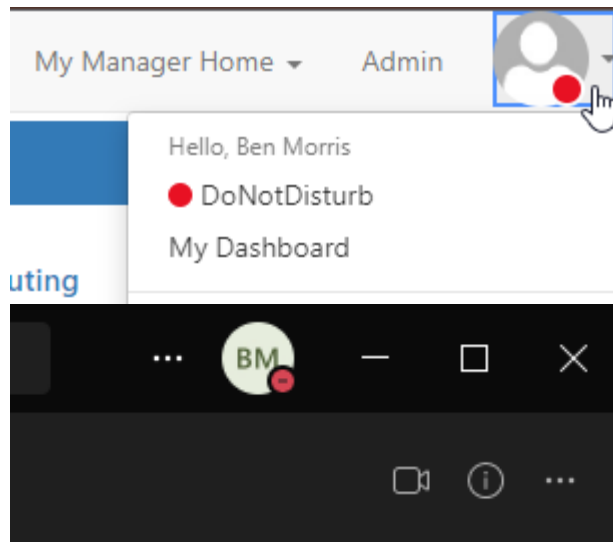 My Manager Home Admin
Hello, Ben Morris
DoNotDisturb
My Dashboard
uting
BM